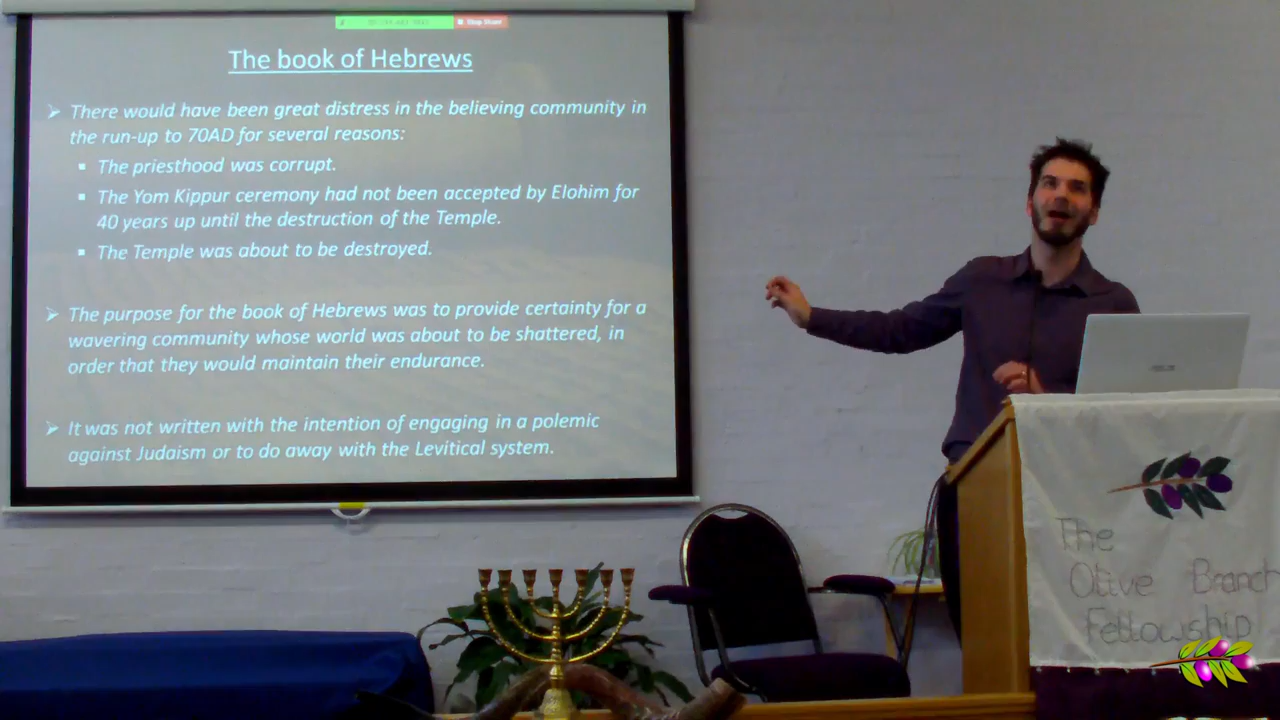 Stop Share
The book of Hebrews
➢ There would have been great distress in the believing community in
the run-up to 70AD for several reasons:
▪ The priesthood was corrupt.
▪ The Yom Kippur ceremony had not been accepted by Elohim for
40 years up until the destruction of the Temple.
▪ The Temple was about to be destroyed.
➢ The purpose for the book of Hebrews was to provide certainty for a
wavering community whose world was about to be shattered, in
order that they would maintain their endurance.
➢ It was not written with the intention of engaging in a polemic
against Judaism or to do away with the Levitical system.
The
Olive Branch
Fellowship